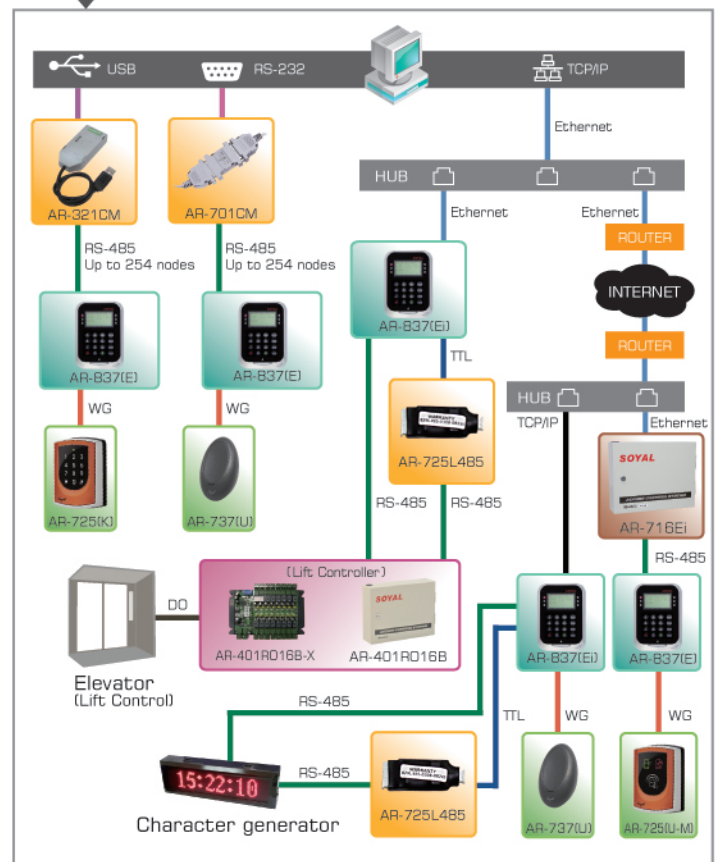 USB
RS-232
TCP/IP
Ethernet
HUB
AR-321CM
AR-701CM
Ethernet
Ethernet
ROUTER
RS-485
Up to 254 nodes
RS-485
Up to 254 nodes
INTERNET
AR-837(Ei)
ROUTER
TTL
AR-837(E)
AR-837(E)
HUB
WG
WG
WARRANTY
TCP/IP
Ethernet
SOYAL
AR-725L485
AR-725(K)
AR-737(U)
RS-485
RS-485
AR-716Ei
RS-485
(Lift Controller)
DO
SOYAL
AR-401RO16B-X
AR-401RO16B
AR-837(Ei)
AR-837(E)
Elevator
(Lift Control)
RS-485
TTL
WG
WG
WARRANTY
15:22:10
RS-485
AR-725L485
Character generator
AR-737(U)
AR-725(U-M)